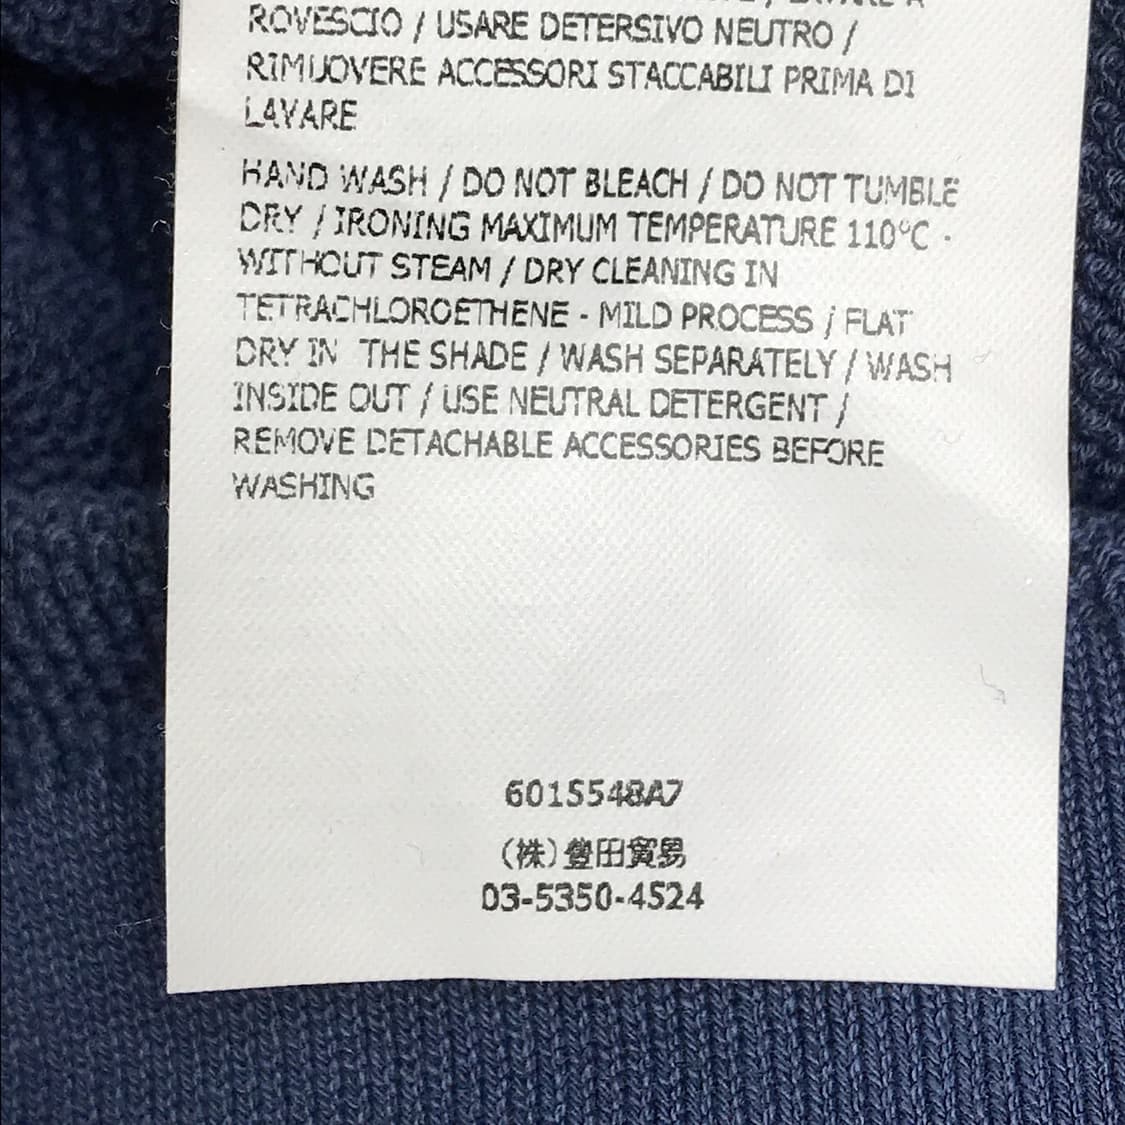 ROVESCIO / USARE DETERSIVO NEUTRO /
RIMUOVERE ACCESSORI STACCABILI PRIMA DI
LAVARE
HAND WASH / DO NOT BLEACH / DO NOT TUMBLE
DRY / IRONING MAXIMUM TEMPERATURE 110°C -
WITHOUT STEAM / DRY CLEANING IN
TETRACHLOROETHENE - MILD PROCESS / FLAT
DRY IN THE SHADE / WASH SEPARATELY / WASH
INSIDE OUT / USE NEUTRAL DETERGENT /
REMOVE DETACHABLE ACCESSORIES BEFORE
WASHING
6015548A7
(株)豊田貿易
03-5350-4524